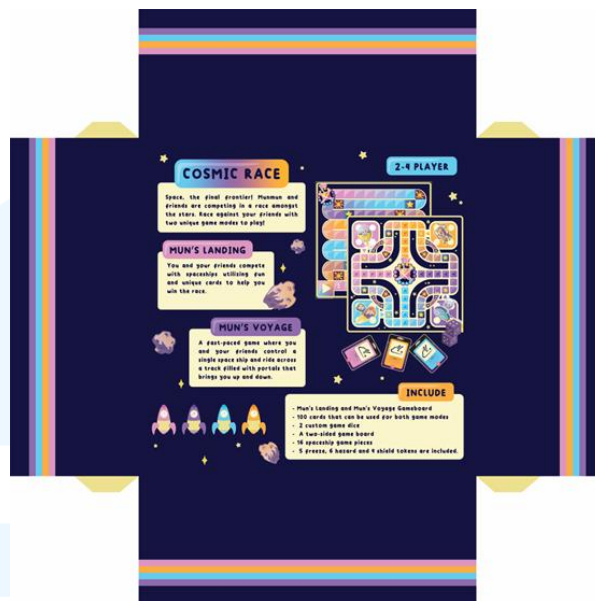 COSMIC RACE
Space, the final frontier! Munmun and
friends are competing in a race amongst
the stars. Race against your friends with
two unique game modes to play!
2-4 PLAYER
MUN'S LANDING
You and your friends compete
with spaceships utilising fun
and unique cards to help you
win the race.
MUN'S VOYAGE
A fast-paced game where you
and your friends control a
single space ship and ride across
a track filled with portals that
brings you up and down.
INCLUDE
- Mun's Landing and Mun's Voyage Gameboard
- 100 cards that can be used for both game modes
- 2 custom game dice
- A two-sided game board
- 16 spaceship game pieces
- 5 freeze, 6 hazard and 4 shield tokens are included.